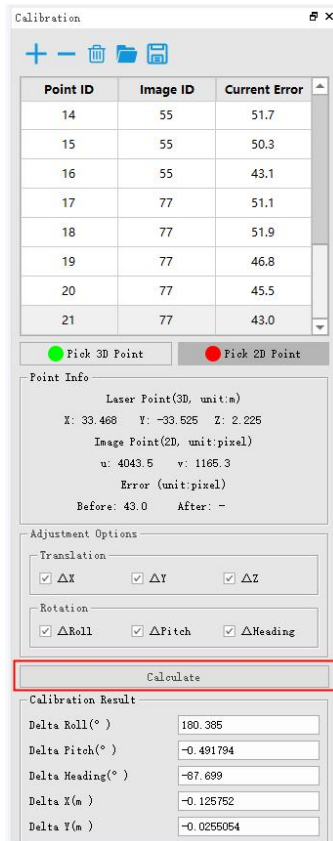 Calibration
Point ID Image ID Current Error
14 55 51.7
15 55 50.3
16 55 43.1
17 77 51.1
18 77 51.9
19 77 46.8
20 77 45.5
21 77 43.0
Pick 3D Point Pick 2D Point
Point Info
Laser Point(3D, unit:m)
X: 33.468 Y: -33.525 Z: 2.225
Image Point(2D, unit:pixel)
u: 4043.5 v: 1165.3
Error (unit:pixel)
Before: 43.0 After: -
Adjustment Options
Translation
ΔX ΔY ΔZ
Rotation
ΔRoll ΔPitch ΔHeading
Calculate
Calibration Result
Delta Roll(° ) 180.385
Delta Pitch(° ) -0.491794
Delta Heading(° ) -87.699
Delta X(m ) -0.125752
Delta Y(m ) -0.0255054